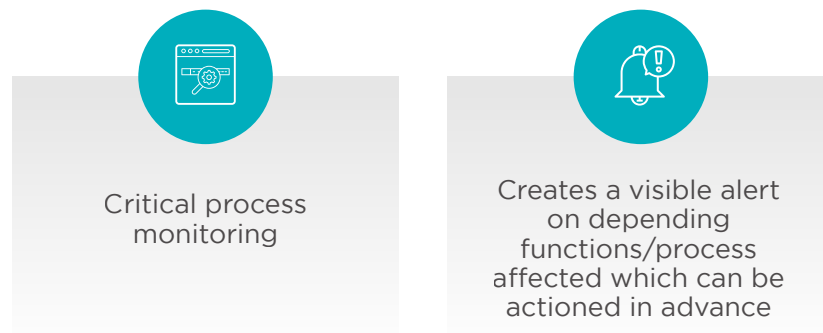 Critical process
monitoring
Creates a visible alert
on depending
functions/process
affected which can be
actioned in advance